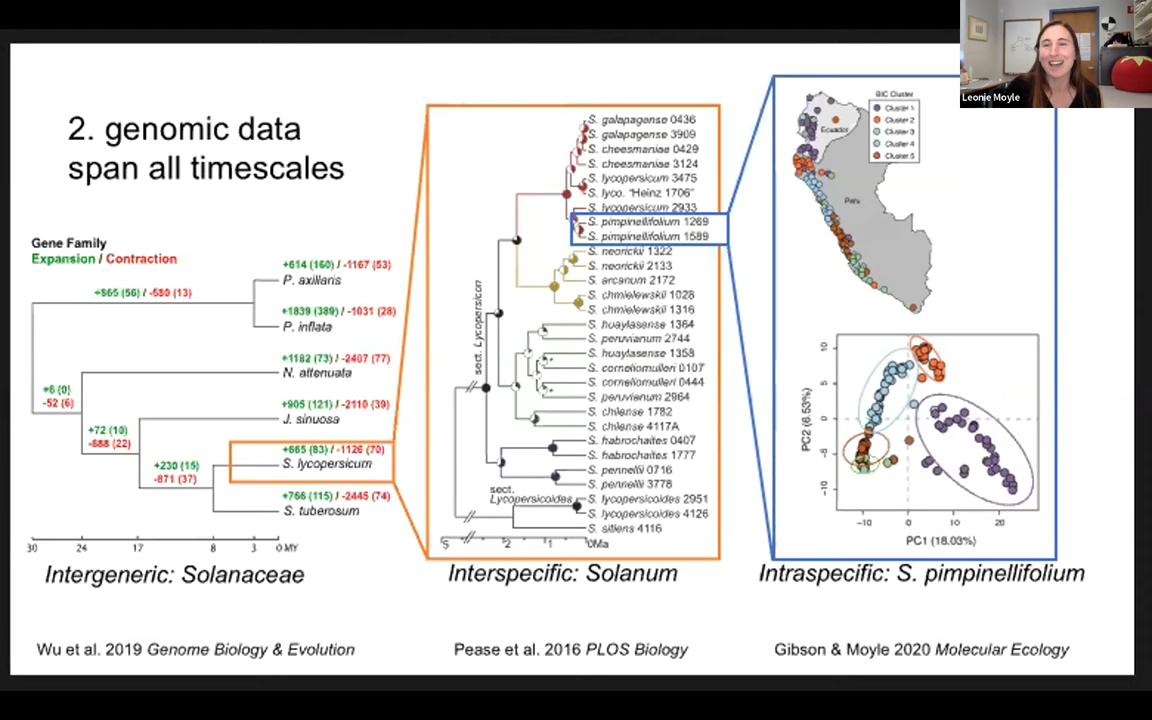 Leonie Moyle
2. genomic data
span all timescales
Gene Family
Expansion / Contraction
+614 (160) / -1167 (53)
P. axillaris
+865 (56) / -580 (13)
+1839 (389) / -1031 (28)
P. inflata
+1182 (73) / -2407 (77)
N. attenuata
+6 (0)
-52 (6)
+905 (121) / -2110 (39)
J. sinuosa
+72 (10)
-688 (22)
+665 (83) / -1126 (70)
S. lycopersicum
+230 (15)
-871 (37)
+766 (115) / -2445 (74)
S. tuberosum
30 24 17 8 3 0 MY
Intergeneric: Solanaceae
Wu et al. 2019 Genome Biology & Evolution
S. galapagense 0436
S. galapagense 3909
S. cheesmaniae 0429
S. cheesmaniae 3124
S. lycopersicum 3475
S. lyco. "Heinz 1706"
S. lycopersicum 2933
S. pimpinellifolium 1269
S. pimpinellifolium 1589
S. neorickii 1322
S. neorickii 2133
S. arcanum 2172
S. chmielewskii 1028
S. chmielewskii 1316
S. huaylasense 1364
S. peruvianum 2744
S. huaylasense 1358
S. corneliomulleri 0107
S. corneliomulleri 0444
S. peruvianum 2964
S. chilense 1782
S. chilense 4117A
S. habrochaites 0407
S. habrochaites 1777
S. pennellii 0716
S. pennellii 3778
S. lycopersicoides 2951
S. lycopersicoides 4126
S. sitiens 4116
sect. Lycopersicon
sect.
Lycopersicoides
5 2 1 0Ma
Interspecific: Solanum
Pease et al. 2016 PLOS Biology
BIC Cluster
Cluster 1
Cluster 2
Cluster 3
Cluster 4
Cluster 5
Ecuador
Peru
PC2 (6.53%)
10
5
0
-5
-10
-10 0 10 20
PC1 (18.03%)
Intraspecific: S. pimpinellifolium
Gibson & Moyle 2020 Molecular Ecology